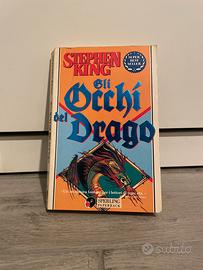 STEPHEN
KING
SUPER
BEST
SELLER
Gli
Occhi
del
Drago
SPERLING
PAPERBACK
Subito